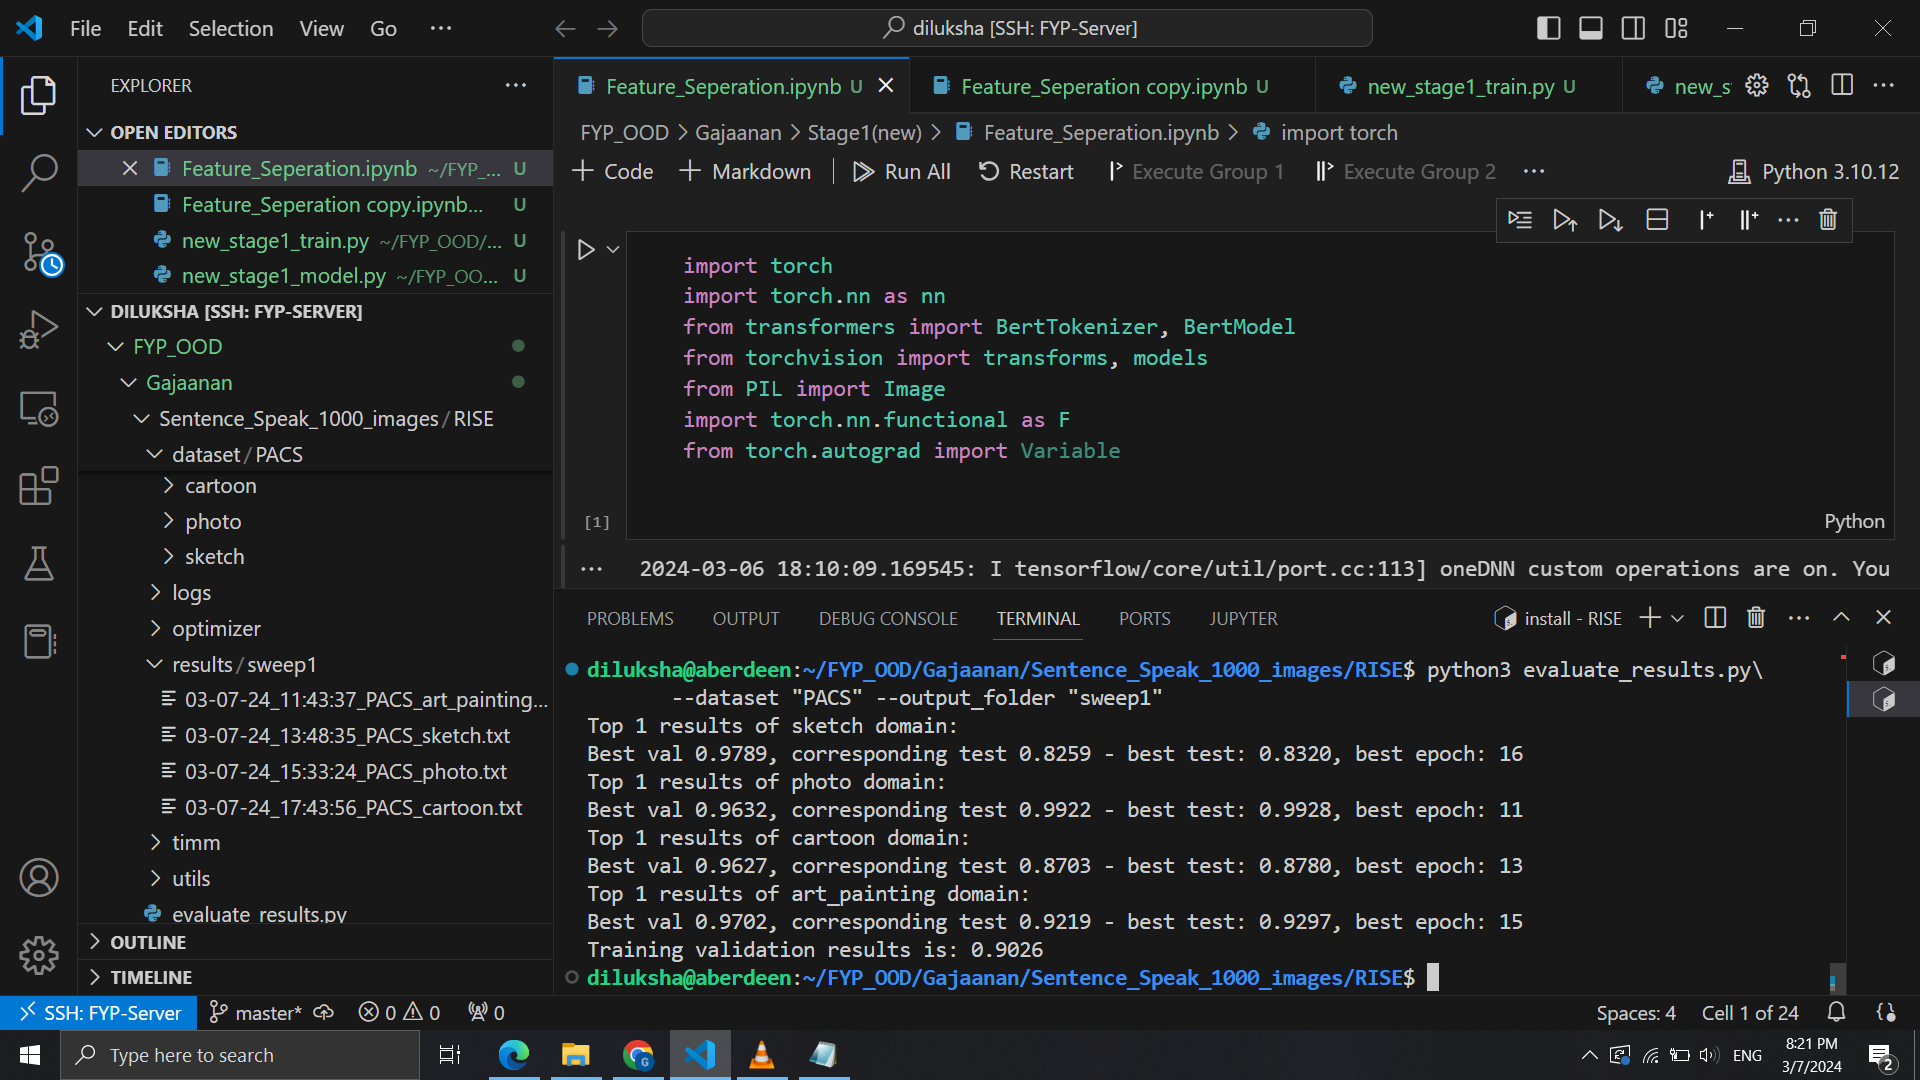 File Edit Selection View Go ···
diluksha [SSH: FYP-Server]
EXPLORER
OPEN EDITORS
Feature_Seperation.ipynb ~/FYP_... U
Feature_Seperation copy.ipynb... U
new_stage1_train.py ~/FYP_OOD/... U
new_stage1_model.py ~/FYP_OO... U
DILUKSHA [SSH: FYP-SERVER]
FYP_OOD
Gajaanan
Sentence_Speak_1000_images/RISE
dataset/PACS
cartoon
photo
sketch
logs
optimizer
results/sweep1
03-07-24_11:43:37_PACS_art_painting...
03-07-24_13:48:35_PACS_sketch.txt
03-07-24_15:33:24_PACS_photo.txt
03-07-24_17:43:56_PACS_cartoon.txt
timm
utils
evaluate_results.py
OUTLINE
TIMELINE
Feature_Seperation.ipynb U
Feature_Seperation copy.ipynb U
new_stage1_train.py U
new_s
FYP_OOD > Gajaanan > Stage1(new) > Feature_Seperation.ipynb > import torch
+ Code + Markdown Run All Restart Execute Group 1 Execute Group 2 ··· Python 3.10.12
import torch
import torch.nn as nn
from transformers import BertTokenizer, BertModel
from torchvision import transforms, models
from PIL import Image
import torch.nn.functional as F
from torch.autograd import Variable
[1]
Python
2024-03-06 18:10:09.169545: I tensorflow/core/util/port.cc:113] oneDNN custom operations are on. You
PROBLEMS OUTPUT DEBUG CONSOLE TERMINAL PORTS JUPYTER
install - RISE
diluksha@aberdeen:~/FYP_OOD/Gajaanan/Sentence_Speak_1000_images/RISE$ python3 evaluate_results.py\
--dataset "PACS" --output_folder "sweep1"
Top 1 results of sketch domain:
Best val 0.9789, corresponding test 0.8259 - best test: 0.8320, best epoch: 16
Top 1 results of photo domain:
Best val 0.9632, corresponding test 0.9922 - best test: 0.9928, best epoch: 11
Top 1 results of cartoon domain:
Best val 0.9627, corresponding test 0.8703 - best test: 0.8780, best epoch: 13
Top 1 results of art_painting domain:
Best val 0.9702, corresponding test 0.9219 - best test: 0.9297, best epoch: 15
Training validation results is: 0.9026
diluksha@aberdeen:~/FYP_OOD/Gajaanan/Sentence_Speak_1000_images/RISE$
SSH: FYP-Server master* 0 0 0
Spaces: 4 Cell 1 of 24
Type here to search
ENG
8:21 PM
3/7/2024
2